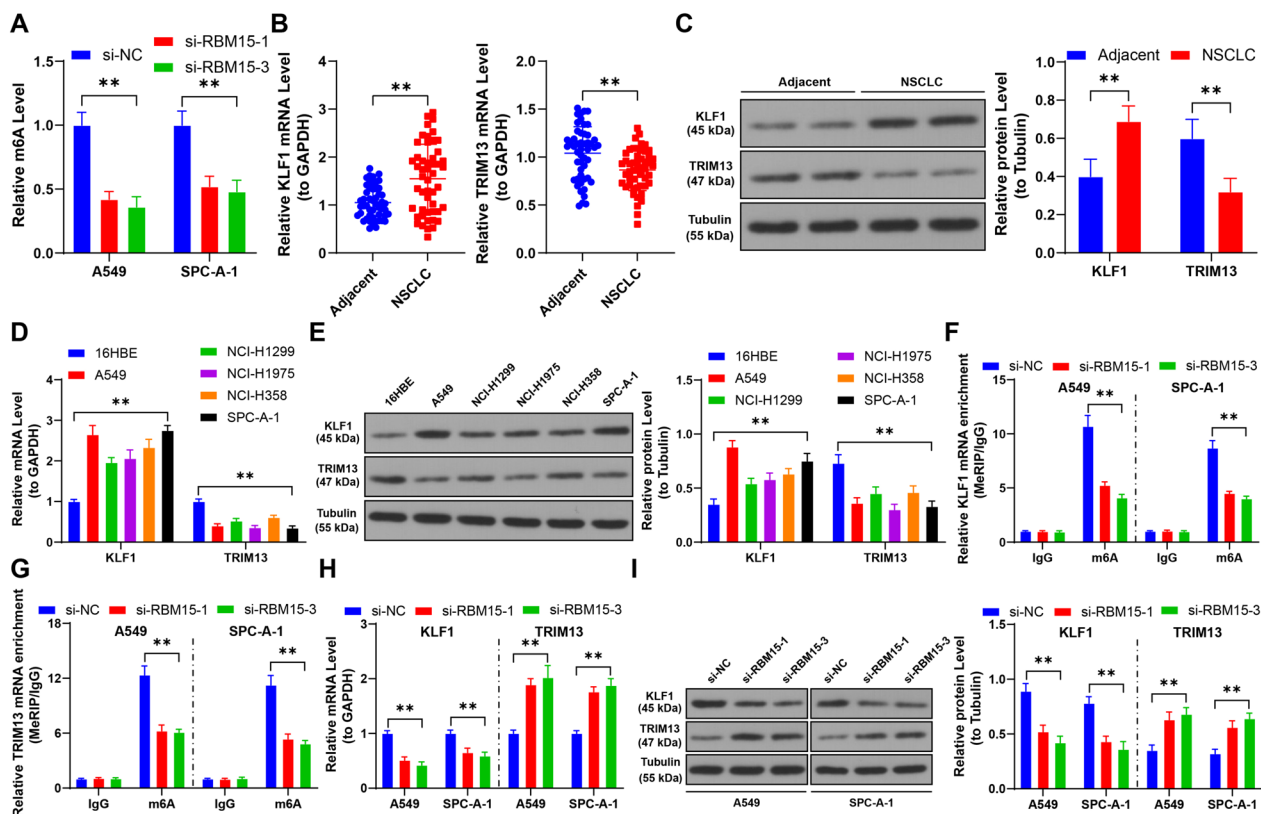 A
si-NC
si-RBM15-1
si-RBM15-3
Relative m6A Level
1.5
1.0
0.5
0.0
**
**
A549
SPC-A-1
B
Relative KLF1 mRNA Level
(to GAPDH)
4
3
2
1
0
**
Adjacent
NSCLC
Relative TRIM13 mRNA Level
(to GAPDH)
2.0
1.5
1.0
0.5
0.0
**
Adjacent
NSCLC
C
Adjacent
NSCLC
KLF1
(45 kDa)
TRIM13
(47 kDa)
Tubulin
(55 kDa)
Adjacent
NSCLC
Relative protein Level
(to Tubulin)
1.0
0.8
0.6
0.4
0.2
0.0
**
**
KLF1
TRIM13
D
16HBE
A549
NCI-H1299
NCI-H1975
NCI-H358
SPC-A-1
Relative mRNA Level
(to GAPDH)
4
3
2
1
0
**
**
KLF1
TRIM13
E
16HBE
A549
NCI-H1299
NCI-H1975
NCI-H358
SPC-A-1
KLF1
(45 kDa)
TRIM13
(47 kDa)
Tubulin
(55 kDa)
16HBE
A549
NCI-H1299
NCI-H1975
NCI-H358
SPC-A-1
Relative protein Level
(to Tubulin)
1.5
1.0
0.5
0.0
**
**
KLF1
TRIM13
F
si-NC
si-RBM15-1
si-RBM15-3
A549
SPC-A-1
Relative KLF1 mRNA enrichment
(MeRIP/IgG)
15
12
9
6
3
0
**
**
IgG
m6A
IgG
m6A
G
si-NC
si-RBM15-1
si-RBM15-3
A549
SPC-A-1
Relative TRIM13 mRNA enrichment
(MeRIP/IgG)
18
12
6
0
**
**
IgG
m6A
IgG
m6A
H
si-NC
si-RBM15-1
si-RBM15-3
KLF1
TRIM13
Relative mRNA Level
(to GAPDH)
3
2
1
0
**
**
**
**
A549
SPC-A-1
A549
SPC-A-1
I
si-NC
si-RBM15-1
si-RBM15-3
si-NC
si-RBM15-1
si-RBM15-3
KLF1
(45 kDa)
TRIM13
(47 kDa)
Tubulin
(55 kDa)
A549
SPC-A-1
si-NC
si-RBM15-1
si-RBM15-3
KLF1
TRIM13
Relative protein Level
(to Tubulin)
1.5
1.0
0.5
0.0
**
**
**
**
A549
SPC-A-1
A549
SPC-A-1